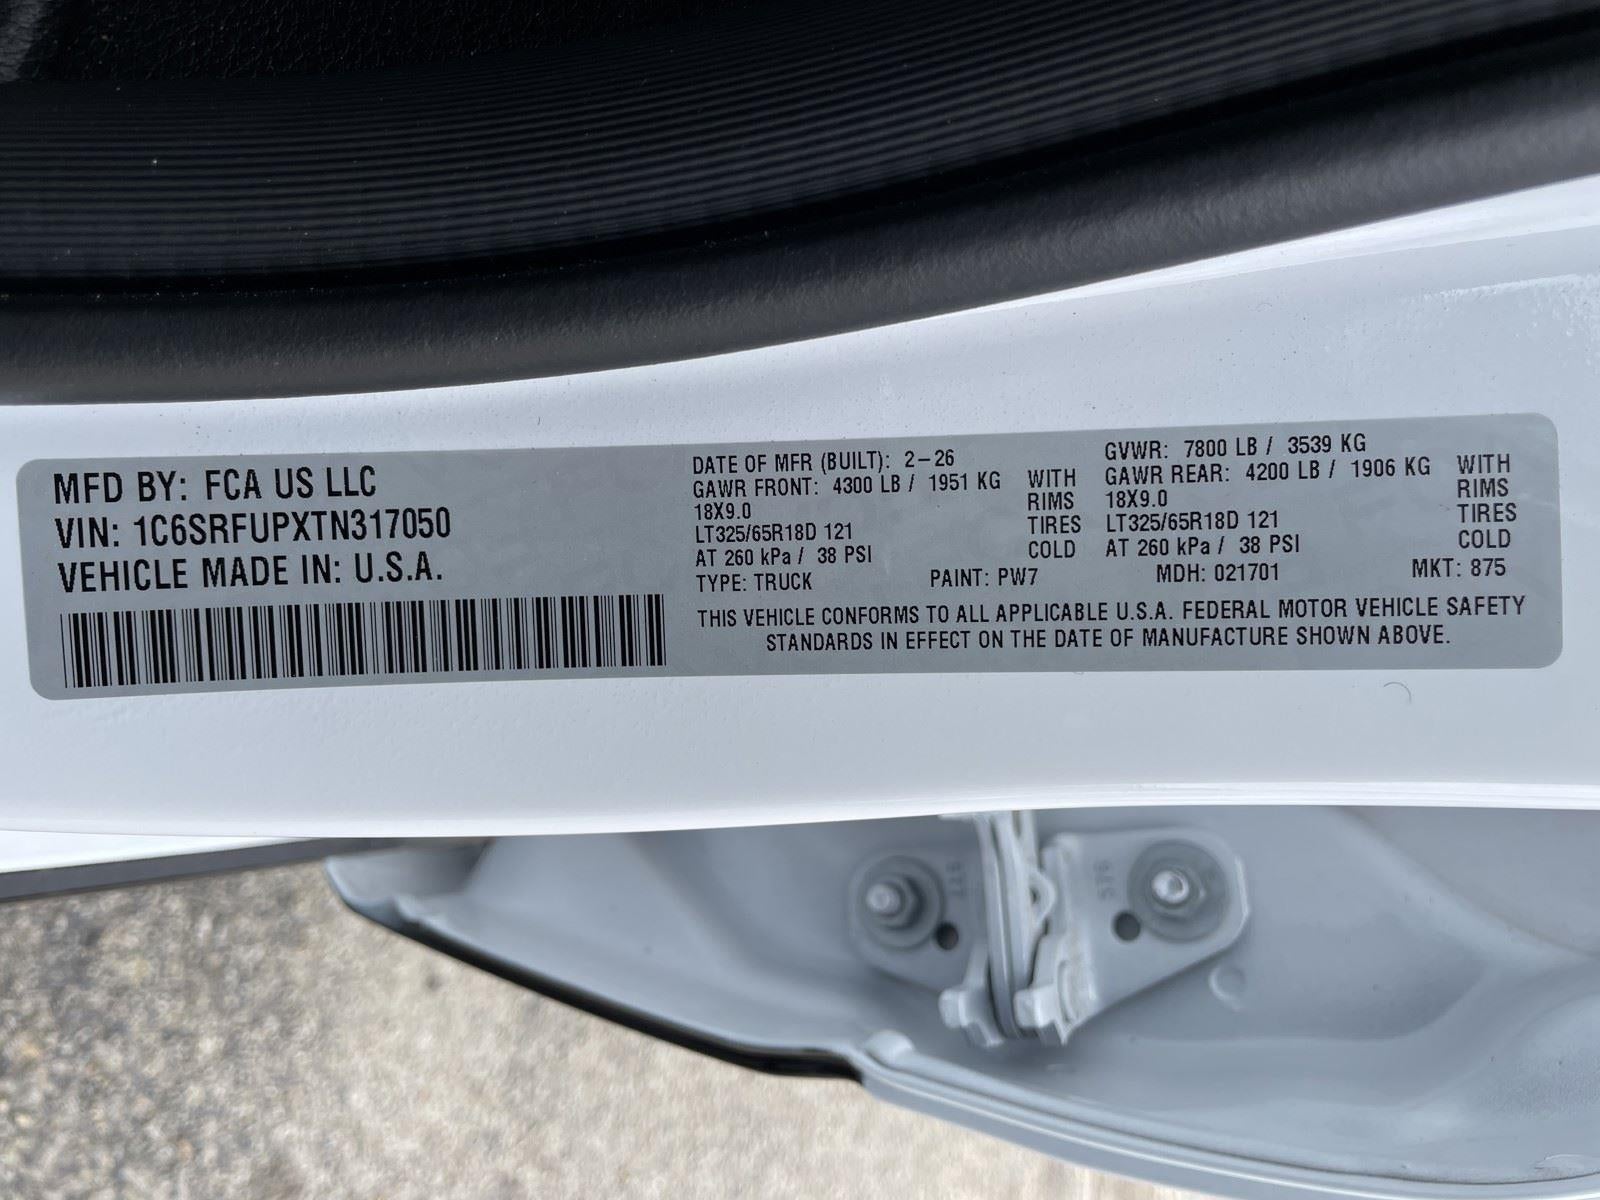 MFD BY: FCA US LLC
VIN: 1C6SRFUPXTN317050
VEHICLE MADE IN: U.S.A.
DATE OF MFR (BUILT): 2-26
GAWR FRONT: 4300 LB / 1951 KG
18X9.0
LT325/65R18D 121
AT 260 kPa / 38 PSI
WITH
RIMS
TIRES
COLD
GVWR: 7800 LB / 3539 KG
GAWR REAR: 4200 LB / 1906 KG
18X9.0
LT325/65R18D 121
AT 260 kPa / 38 PSI
WITH
RIMS
TIRES
COLD
TYPE: TRUCK PAINT: PW7 MDH: 021701 MKT: 875
THIS VEHICLE CONFORMS TO ALL APPLICABLE U.S.A. FEDERAL MOTOR VEHICLE SAFETY
STANDARDS IN EFFECT ON THE DATE OF MANUFACTURE SHOWN ABOVE.